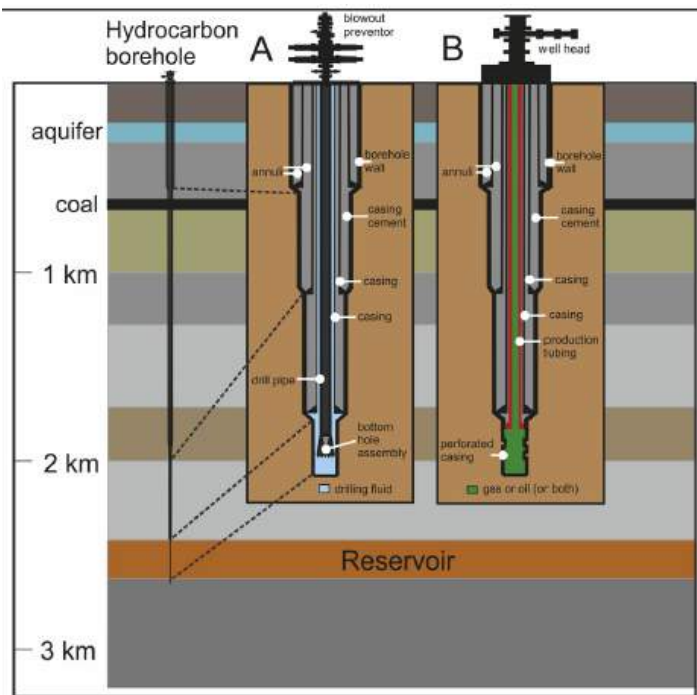 Hydrocarbon
borehole
A
blowout
preventor
B
well head
aquifer
coal
1 km
2 km
3 km
annuli
borehole
wall
casing
cement
casing
casing
drill pipe
bottom
hole
assembly
drilling fluid
annuli
borehole
wall
casing
cement
casing
casing
production
tubing
perforated
casing
gas or oil (or both)
Reservoir